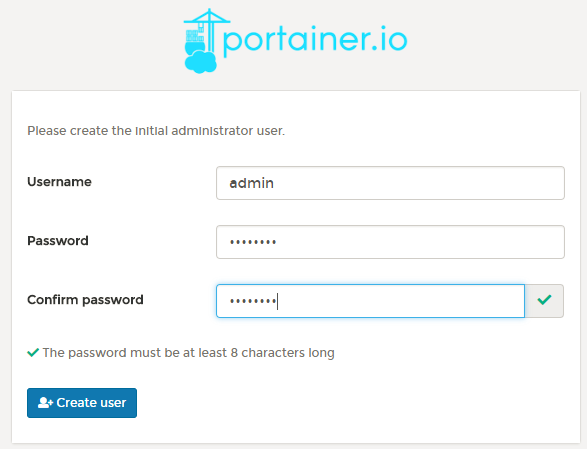 portainer.io
Please create the initial administrator user.
Username
admin
Password
••••••••
Confirm password
••••••••
The password must be at least 8 characters long
Create user